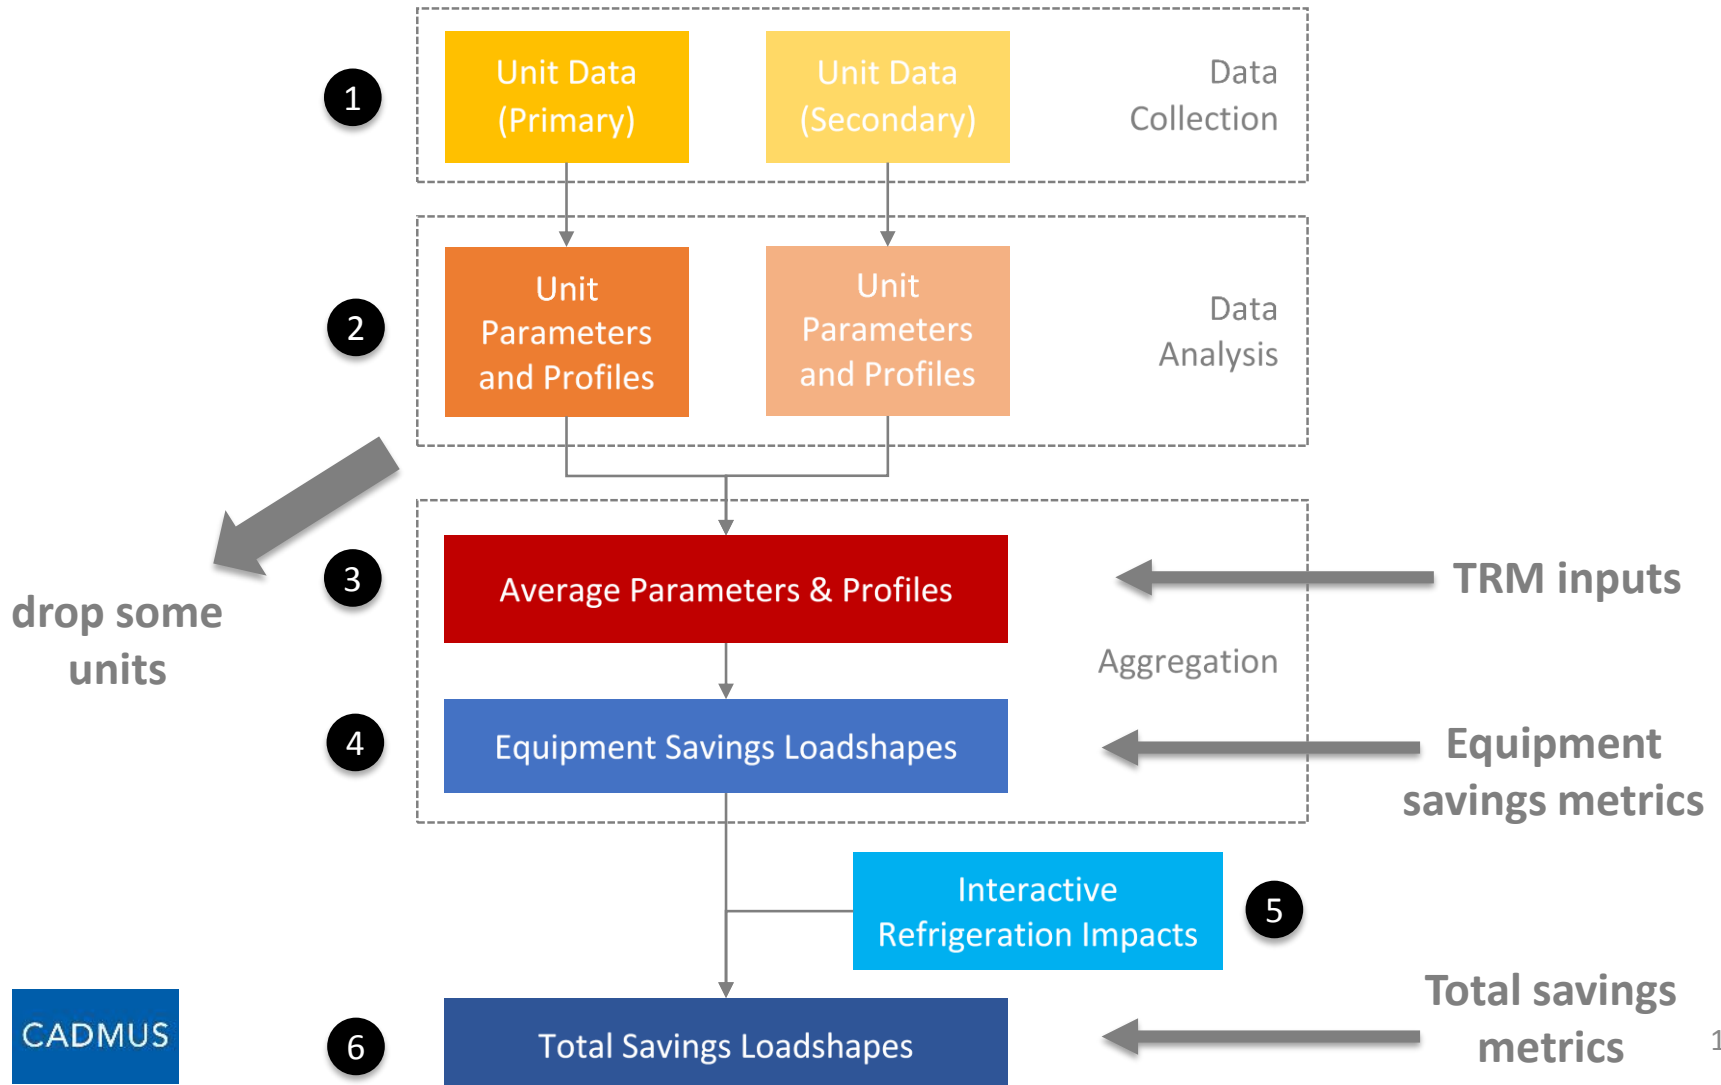 1
Unit Data
(Primary)
Unit Data
(Secondary)
Data
Collection
2
Unit
Parameters
and Profiles
Unit
Parameters
and Profiles
Data
Analysis
drop some
units
3
Average Parameters & Profiles
TRM inputs
Aggregation
4
Equipment Savings Loadshapes
Equipment
savings metrics
Interactive
Refrigeration Impacts
5
CADMUS
6
Total Savings Loadshapes
Total savings
metrics